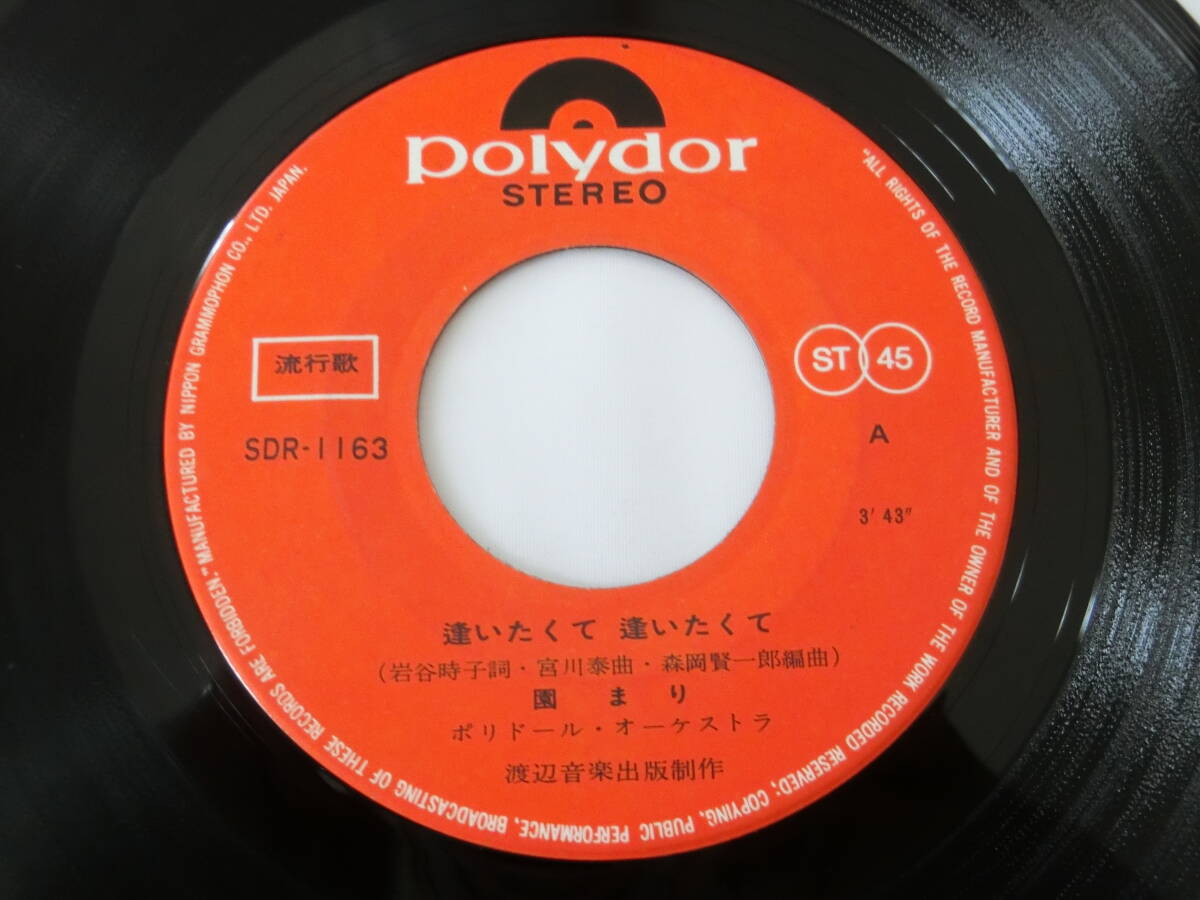 polydor
STEREO
流行歌
SDR-1163
ST 45
A
3′ 43″
逢いたくて 逢いたくて
(岩谷時子詞・宮川泰曲・森岡賢一郎編曲)
園まり
ポリドール・オーケストラ
渡辺音楽出版制作
"ALL RIGHTS OF THE RECORD MANUFACTURER AND OF THE OWNER OF THE WORK RECORDED RESERVED; COPYING, PUBLIC PERFORMANCE, BROADCASTING OF THESE RECORDS ARE FORBIDDEN." MANUFACTURED BY NIPPON GRAMMOPHON CO., LTD. JAPAN.